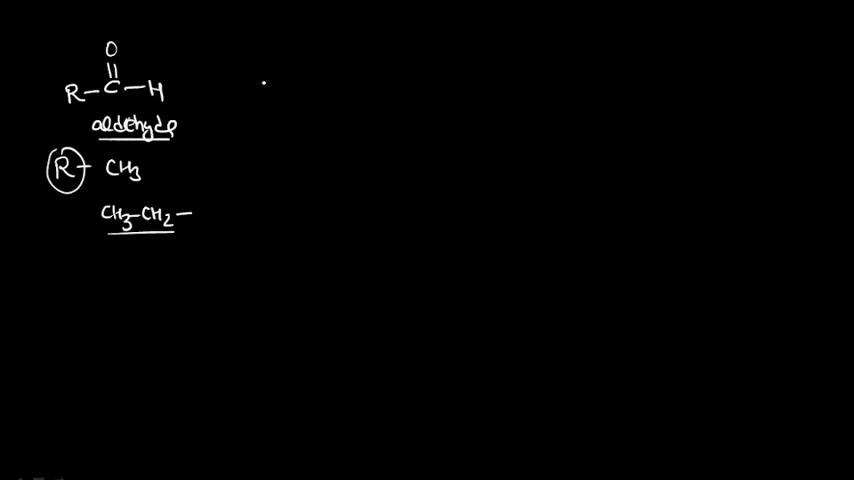 O
||
R-C-H
aldehyde
R- CH3
CH3-CH2-